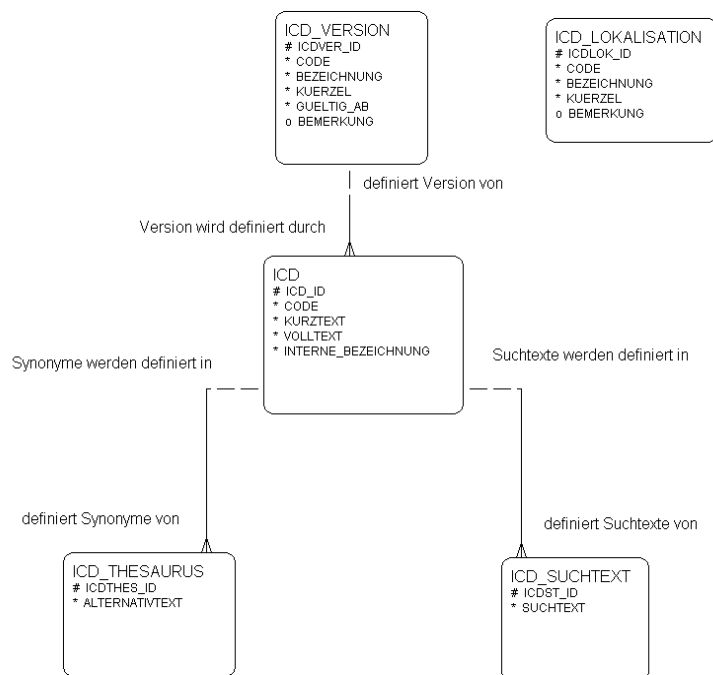 ICD_VERSION
# ICDVER_ID
* CODE
* BEZEICHNUNG
* KUERZEL
* GUELTIG_AB
o BEMERKUNG
ICD_LOKALISATION
# ICDLOK_ID
* CODE
* BEZEICHNUNG
* KUERZEL
o BEMERKUNG
definiert Version von
Version wird definiert durch
ICD
# ICD_ID
* CODE
* KURZTEXT
* VOLLTEXT
* INTERNE_BEZEICHNUNG
Synonyme werden definiert in
Suchtexte werden definiert in
definiert Synonyme von
definiert Suchtexte von
ICD_THESAURUS
# ICDTHES_ID
* ALTERNATIVTEXT
ICD_SUCHTEXT
# ICDST_ID
* SUCHTEXT